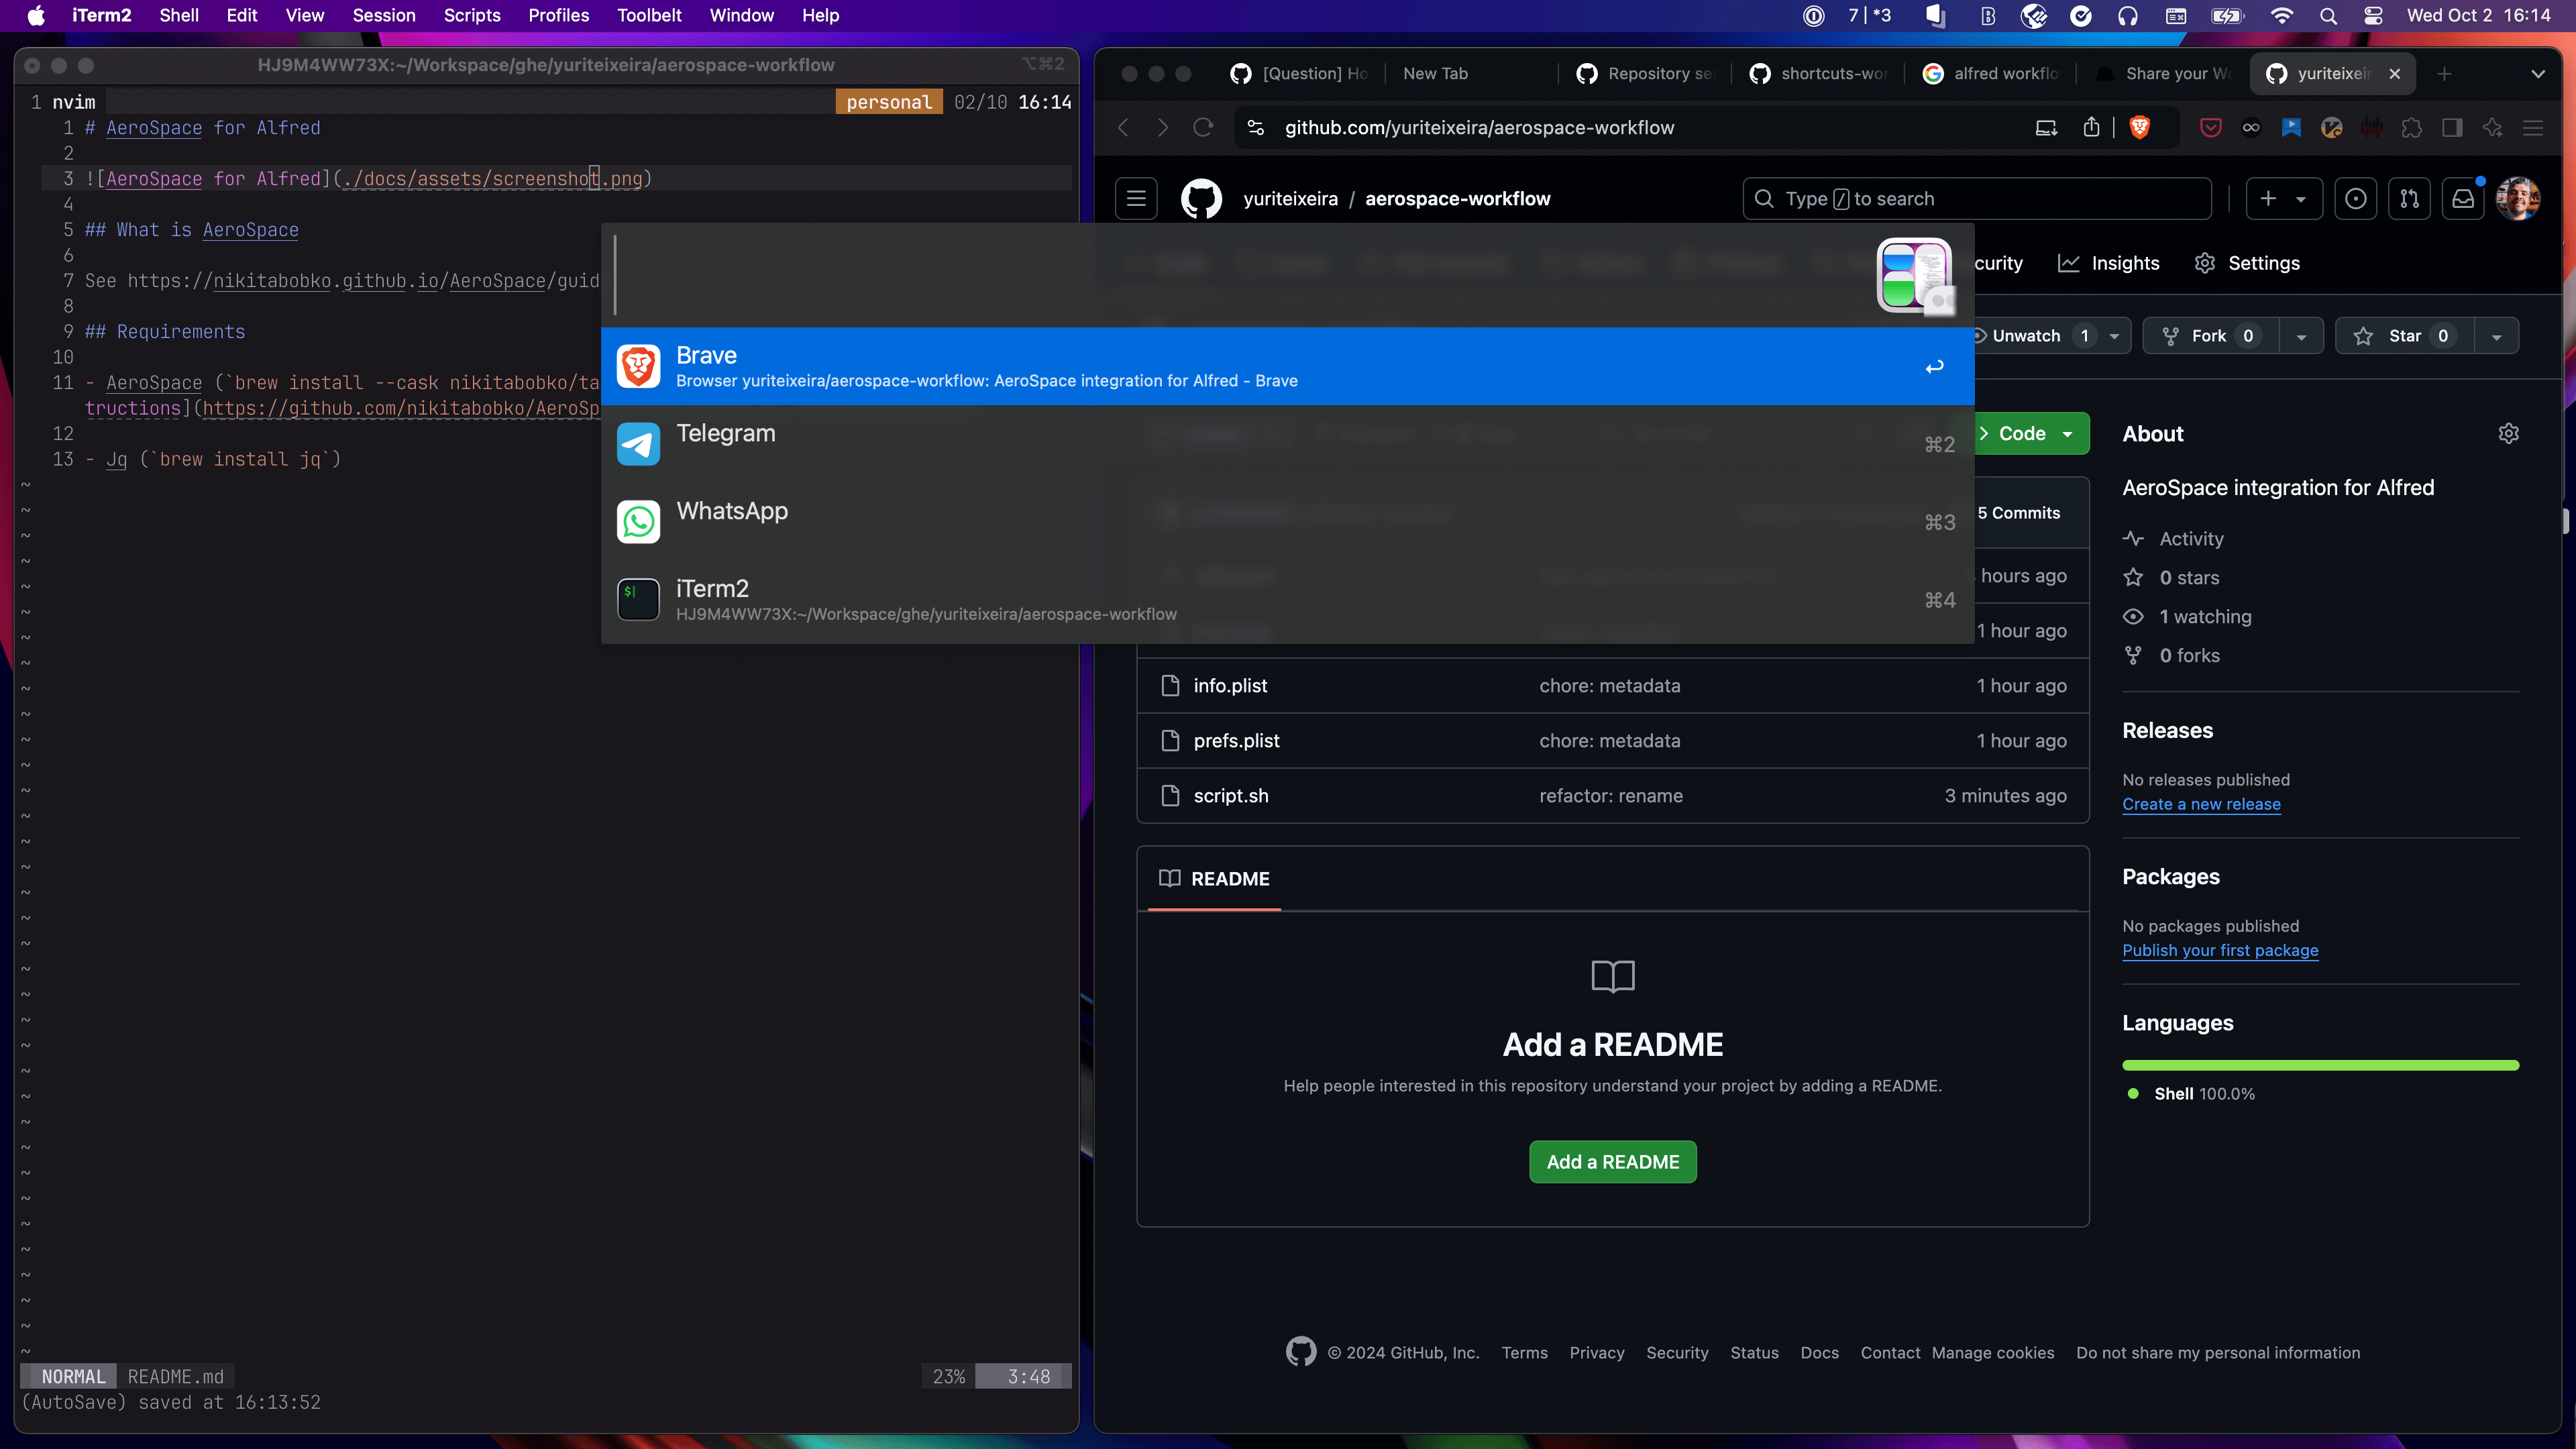 iTerm2 Shell Edit View Session Scripts Profiles Toolbelt Window Help
7 | *3
Wed Oct 2 16:14
HJ9M4WW73X:~/Workspace/ghe/yuriteixeira/aerospace-workflow
⌥⌘2
1 nvim
personal 02/10 16:14
1 # AeroSpace for Alfred
2
3 ![AeroSpace for Alfred](./docs/assets/screenshot.png)
4
5 ## What is AeroSpace
6
7 See https://nikitabobko.github.io/AeroSpace/guid
8
9 ## Requirements
10
11 - AeroSpace (`brew install --cask nikitabobko/ta
tructions](https://github.com/nikitabobko/AeroSp
12
13 - Jq (`brew install jq`)
NORMAL README.md
23% 3:48
(AutoSave) saved at 16:13:52
Brave
Browser yuriteixeira/aerospace-workflow: AeroSpace integration for Alfred - Brave
Telegram
⌘2
WhatsApp
⌘3
iTerm2
HJ9M4WW73X:~/Workspace/ghe/yuriteixeira/aerospace-workflow
⌘4
[Question] Ho
New Tab
Repository sea
shortcuts-wor
alfred workflo
Share your Wo
yuriteixeir
github.com/yuriteixeira/aerospace-workflow
yuriteixeira / aerospace-workflow
Type / to search
curity
Insights
Settings
Unwatch 1
Fork 0
Star 0
Code
5 Commits
hours ago
1 hour ago
info.plist chore: metadata 1 hour ago
prefs.plist chore: metadata 1 hour ago
script.sh refactor: rename 3 minutes ago
README
Add a README
Help people interested in this repository understand your project by adding a README.
Add a README
About
AeroSpace integration for Alfred
Activity
0 stars
1 watching
0 forks
Releases
No releases published
Create a new release
Packages
No packages published
Publish your first package
Languages
Shell 100.0%
© 2024 GitHub, Inc. Terms Privacy Security Status Docs Contact Manage cookies Do not share my personal information